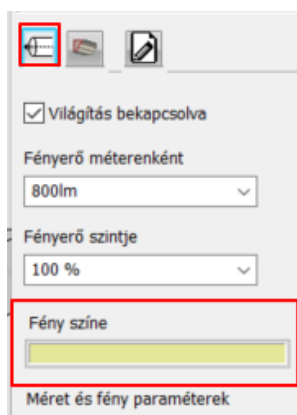 Világítás bekapcsolva
Fényerő méterenként
800lm
Fényerő szintje
100 %
Fény színe
Méret és fény paraméterek